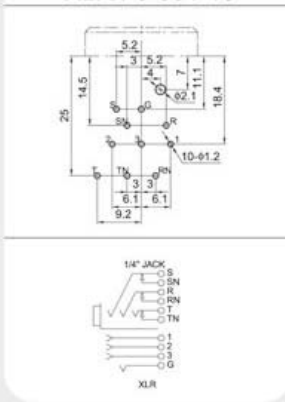 5.2
3 5.2
4
7
11.1
14.5
18.4
25
ϕ2.1
S G
SN R
2 3 1
10-ϕ1.2
T TN RN
3 3
6.1 6.1
9.2
1/4" JACK
S
SN
R
RN
T
TN
1
2
3
G
XLR